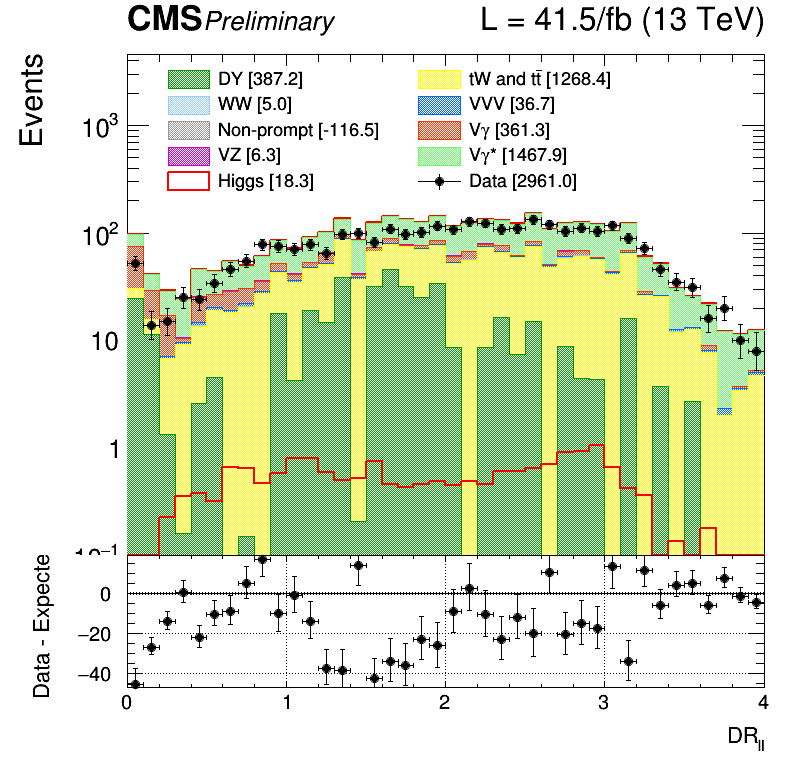 CMS Preliminary L = 41.5/fb (13 TeV)
Events
DY [387.2] tW and tt̄ [1268.4]
WW [5.0] VVV [36.7]
Non-prompt [-116.5] Vγ [361.3]
VZ [6.3] Vγ* [1467.9]
Higgs [18.3] Data [2961.0]
10³
10²
10
1
10⁻¹
Data - Expecte
0
−20
−40
0 1 2 3 4
DR_ll